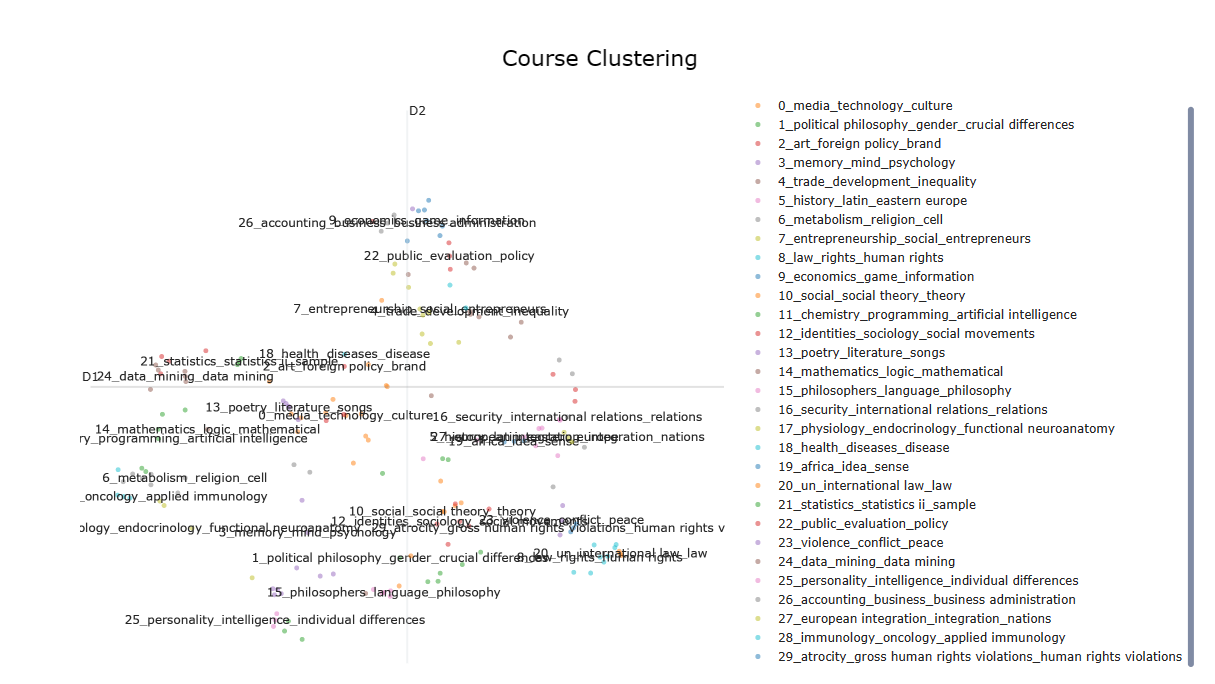 Course Clustering
D2
9_economics_game_information
26_accounting_business_business administration
22_public_evaluation_policy
7_entrepreneurship_social_entrepreneurs
4_trade_development_inequality
18_health_diseases_disease
21_statistics_statistics ii_sample
2_art_foreign policy_brand
D1
24_data_mining_data mining
13_poetry_literature_songs
0_media_technology_culture
16_security_international relations_relations
14_mathematics_logic_mathematical
ry_programming_artificial intelligence
5_history_latin_eastern europe
27_european integration_integration_nations
19_africa_idea_sense
6_metabolism_religion_cell
_oncology_applied immunology
10_social_social theory_theory
12_identities_sociology_social movements
23_violence_conflict_peace
ology_endocrinology_functional neuroanatomy
29_atrocity_gross human rights violations_human rights v
3_memory_mind_psychology
20_un_international law_law
1_political philosophy_gender_crucial differences
8_law_rights_human rights
15_philosophers_language_philosophy
25_personality_intelligence_individual differences
0_media_technology_culture
1_political philosophy_gender_crucial differences
2_art_foreign policy_brand
3_memory_mind_psychology
4_trade_development_inequality
5_history_latin_eastern europe
6_metabolism_religion_cell
7_entrepreneurship_social_entrepreneurs
8_law_rights_human rights
9_economics_game_information
10_social_social theory_theory
11_chemistry_programming_artificial intelligence
12_identities_sociology_social movements
13_poetry_literature_songs
14_mathematics_logic_mathematical
15_philosophers_language_philosophy
16_security_international relations_relations
17_physiology_endocrinology_functional neuroanatomy
18_health_diseases_disease
19_africa_idea_sense
20_un_international law_law
21_statistics_statistics ii_sample
22_public_evaluation_policy
23_violence_conflict_peace
24_data_mining_data mining
25_personality_intelligence_individual differences
26_accounting_business_business administration
27_european integration_integration_nations
28_immunology_oncology_applied immunology
29_atrocity_gross human rights violations_human rights violations